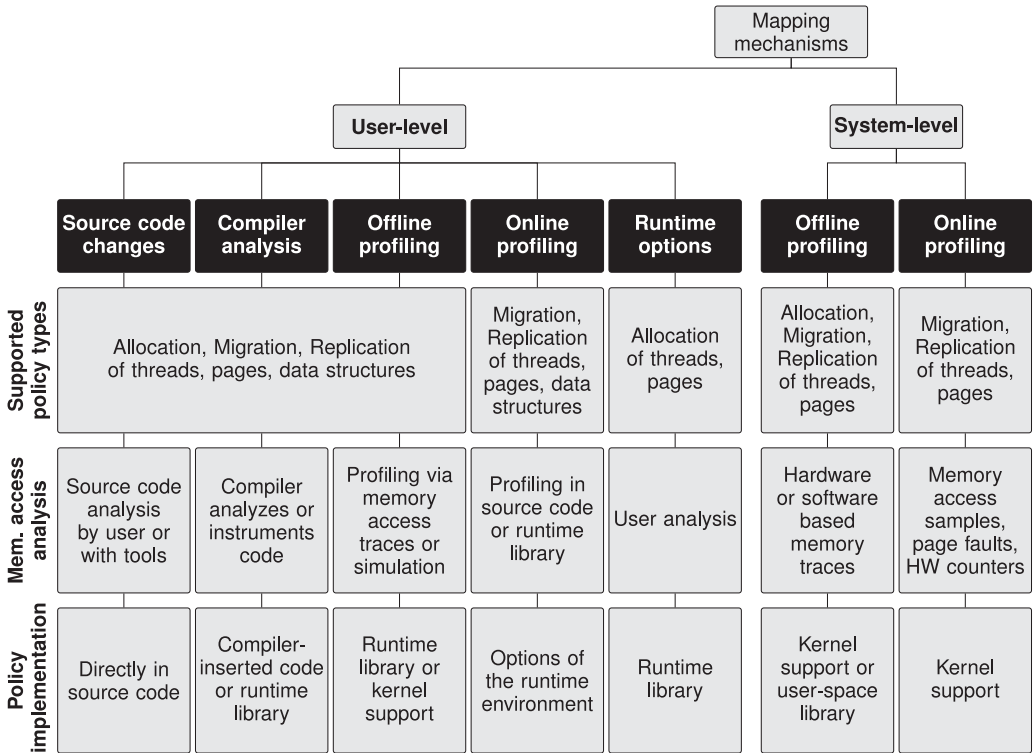 Mapping
mechanisms
User-level
System-level
Source code
changes
Compiler
analysis
Offline
profiling
Online
profiling
Runtime
options
Offline
profiling
Online
profiling
Supported
policy types
Allocation, Migration, Replication
of threads, pages, data structures
Migration,
Replication
of threads,
pages, data
structures
Allocation
of threads,
pages
Allocation,
Migration,
Replication
of threads,
pages
Migration,
Replication
of threads,
pages
Mem. access
analysis
Source code
analysis
by user or
with tools
Compiler
analyzes or
instruments
code
Profiling via
memory
access
traces or
simulation
Profiling in
source code
or runtime
library
User analysis
Hardware
or software
based
memory
traces
Memory
access
samples,
page faults,
HW counters
Policy
implementation
Directly in
source code
Compiler-
inserted code
or runtime
library
Runtime
library or
kernel
support
Options of
the runtime
environment
Runtime
library
Kernel
support or
user-space
library
Kernel
support